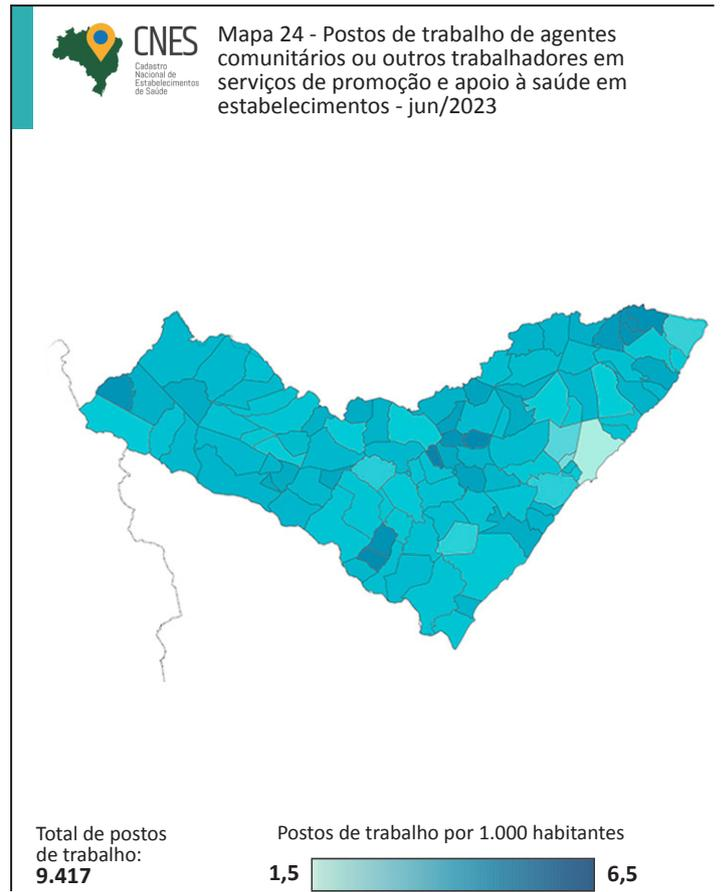 CNES
Cadastro
Nacional de
Estabelecimentos
de Saúde
Mapa 24 - Postos de trabalho de agentes
comunitários ou outros trabalhadores em
serviços de promoção e apoio à saúde em
estabelecimentos - jun/2023
Total de postos
de trabalho:
9.417
Postos de trabalho por 1.000 habitantes
1,5
6,5